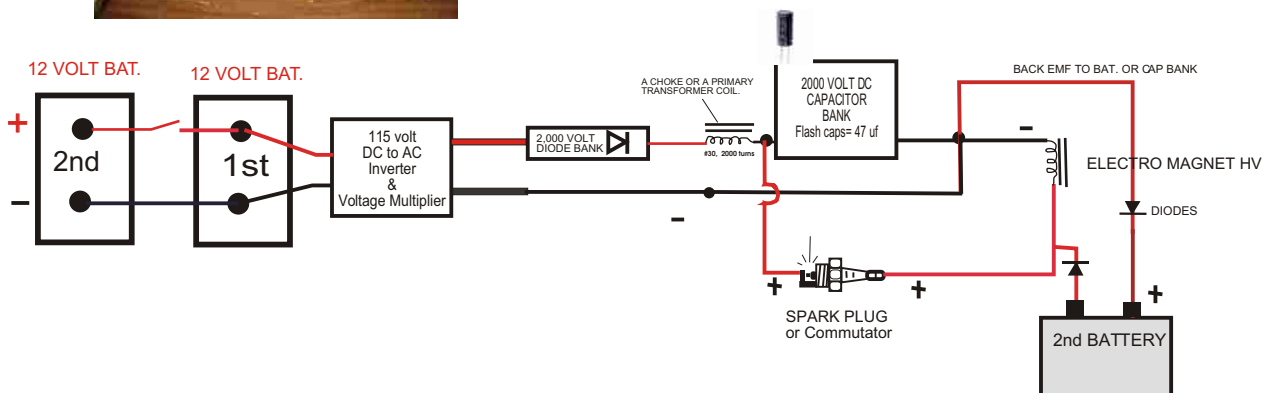 12 VOLT BAT.
12 VOLT BAT.
+
2nd
−
1st
115 volt
DC to AC
Inverter
&
Voltage Multiplier
2,000 VOLT
DIODE BANK
A CHOKE OR A PRIMARY
TRANSFORMER COIL.
#30, 2000 turns
2000 VOLT DC
CAPACITOR
BANK
Flash caps= 47 uf
BACK EMF TO BAT. OR CAP BANK
-
ELECTRO MAGNET HV
DIODES
-
+
+
SPARK PLUG
or Commutator
+
2nd BATTERY